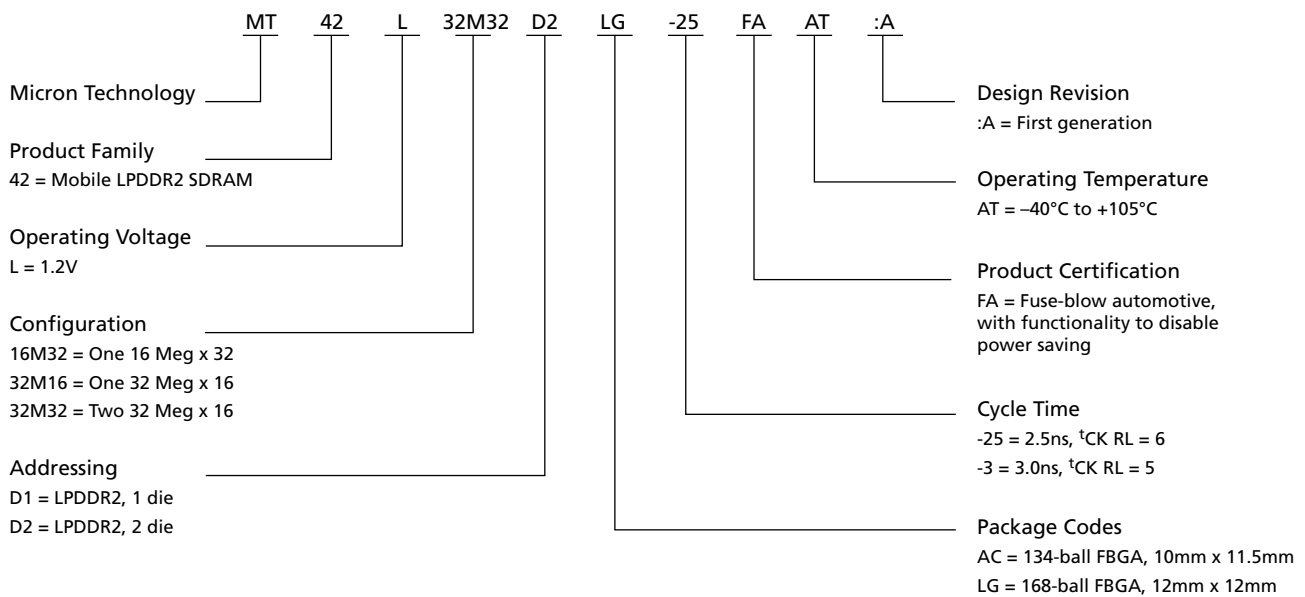 MT 42 L 32M32 D2 LG -25 FA AT :A
Micron Technology
Product Family
42 = Mobile LPDDR2 SDRAM
Operating Voltage
L = 1.2V
Configuration
16M32 = One 16 Meg x 32
32M16 = One 32 Meg x 16
32M32 = Two 32 Meg x 16
Addressing
D1 = LPDDR2, 1 die
D2 = LPDDR2, 2 die
Design Revision
:A = First generation
Operating Temperature
AT = –40°C to +105°C
Product Certification
FA = Fuse-blow automotive,
with functionality to disable
power saving
Cycle Time
-25 = 2.5ns, tCK RL = 6
-3 = 3.0ns, tCK RL = 5
Package Codes
AC = 134-ball FBGA, 10mm x 11.5mm
LG = 168-ball FBGA, 12mm x 12mm